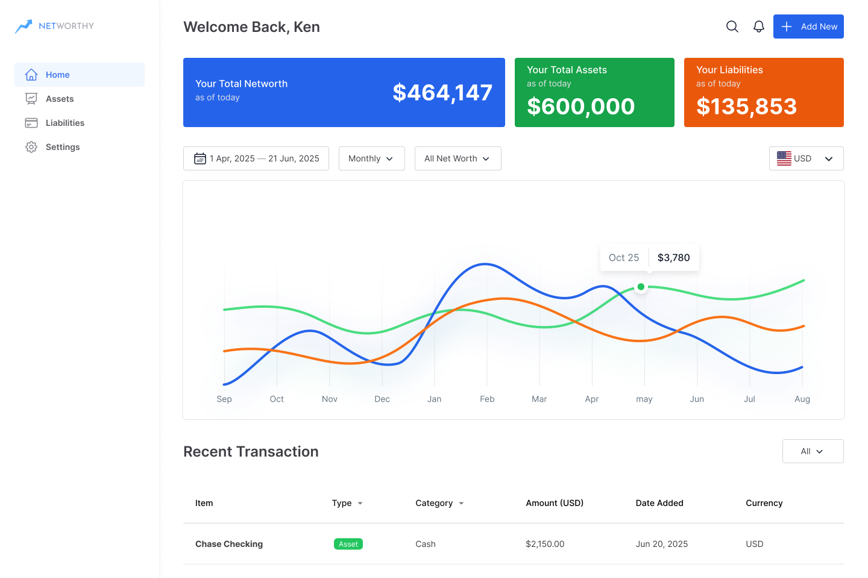 NETWORTHY
Welcome Back, Ken
Add New
Home
Assets
Liabilities
Settings
Your Total Networth
as of today
$464,147
Your Total Assets
as of today
$600,000
Your Liabilities
as of today
$135,853
1 Apr, 2025 — 21 Jun, 2025
Monthly
All Net Worth
USD
Oct 25 $3,780
Sep Oct Nov Dec Jan Feb Mar Apr may Jun Jul Aug
Recent Transaction
All
Item Type Category Amount (USD) Date Added Currency
Chase Checking Asset Cash $2,150.00 Jun 20, 2025 USD